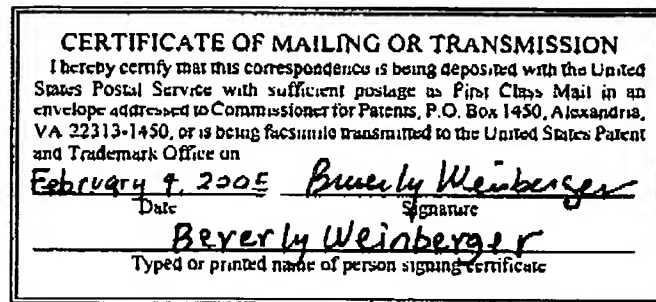 CERTIFICATE OF MAILING OR TRANSMISSION
I hereby certify that this correspondence is being deposited with the United
States Postal Service with sufficient postage as First Class Mail in an
envelope addressed to Commissioner for Patents, P.O. Box 1450, Alexandria,
VA 22313-1450, or is being facsimile transmitted to the United States Patent
and Trademark Office on
February 9, 2005 Beverly Weinberger
Date Signature
Beverly Weinberger
Typed or printed name of person signing certificate